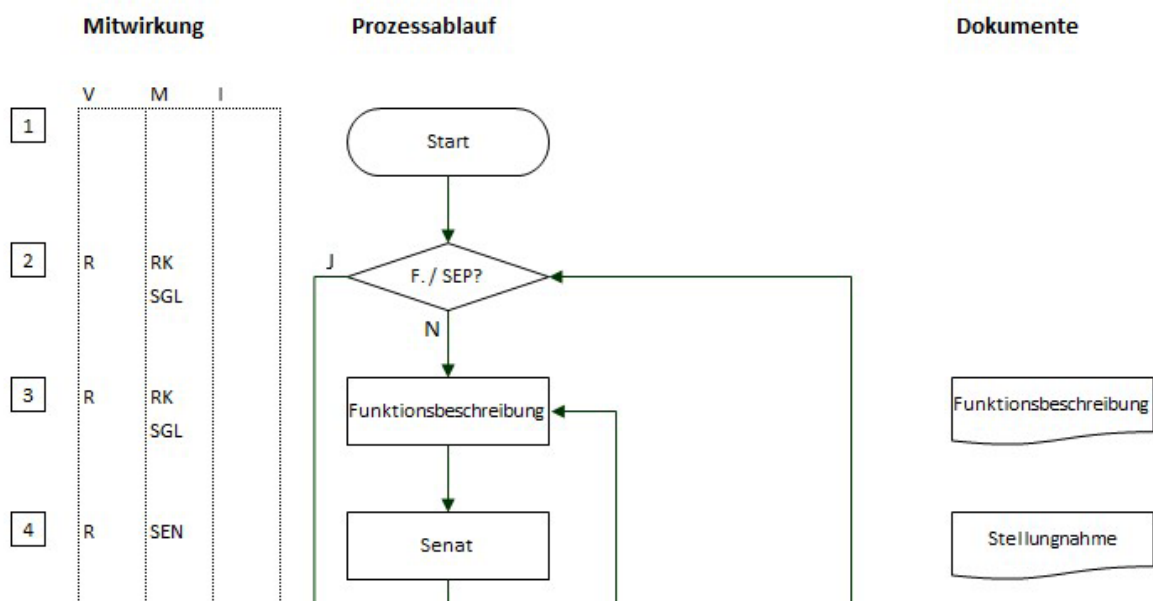 Mitwirkung Prozessablauf Dokumente
V M I
1 Start
J
2 R RK F. / SEP?
SGL
N
3 R RK Funktionsbeschreibung Funktionsbeschreibung
SGL
4 R SEN Senat Stellungnahme